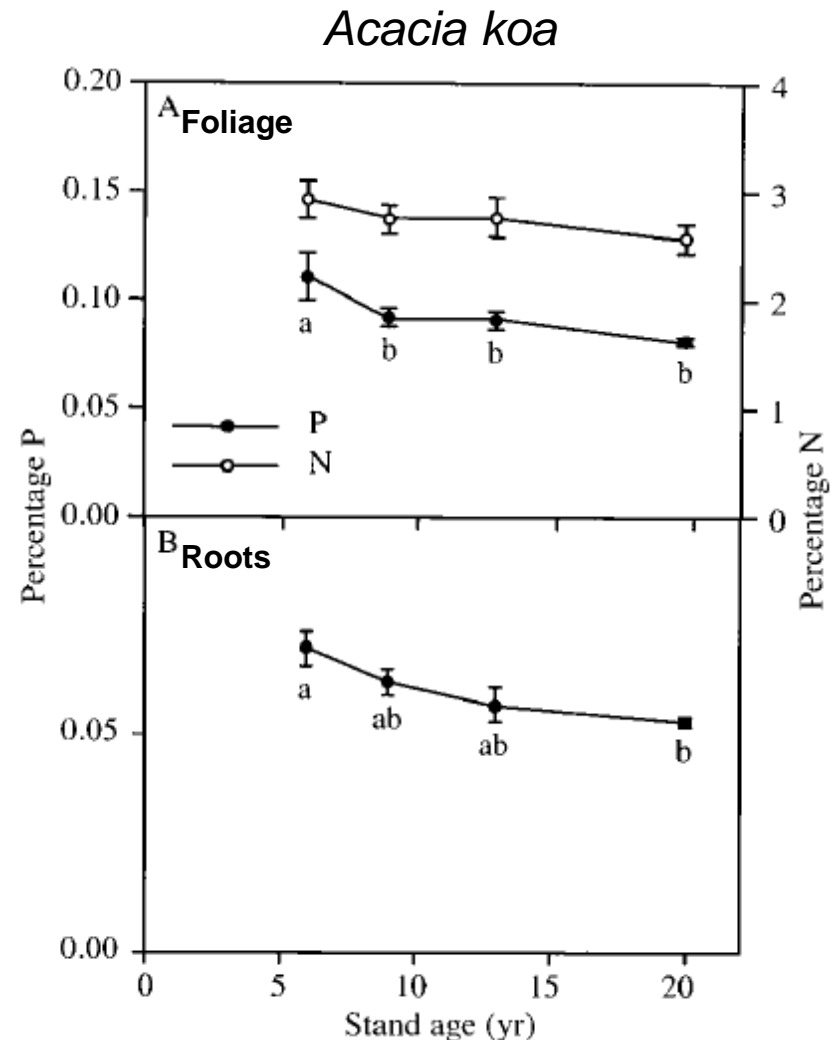 Acacia koa
0.20
4
A Foliage
0.15
3
0.10
2
a
b
b
b
0.05
1
P
N
Percentage P
Percentage N
0.00
0
B Roots
a
ab
ab
b
0.05
0.00
0 5 10 15 20
Stand age (yr)